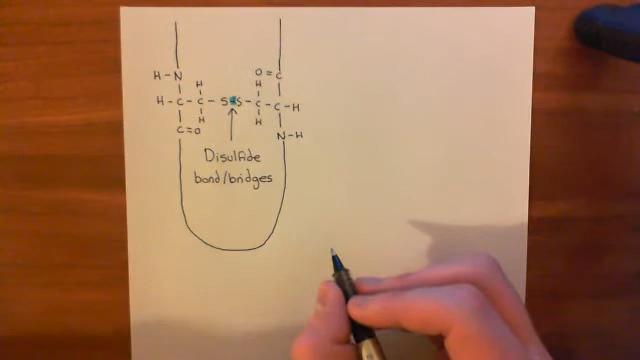 O=C
H-N
H H
H-C-C-S-S-C-C-H
H H
C=O
N-H
Disulfide
bond/bridges